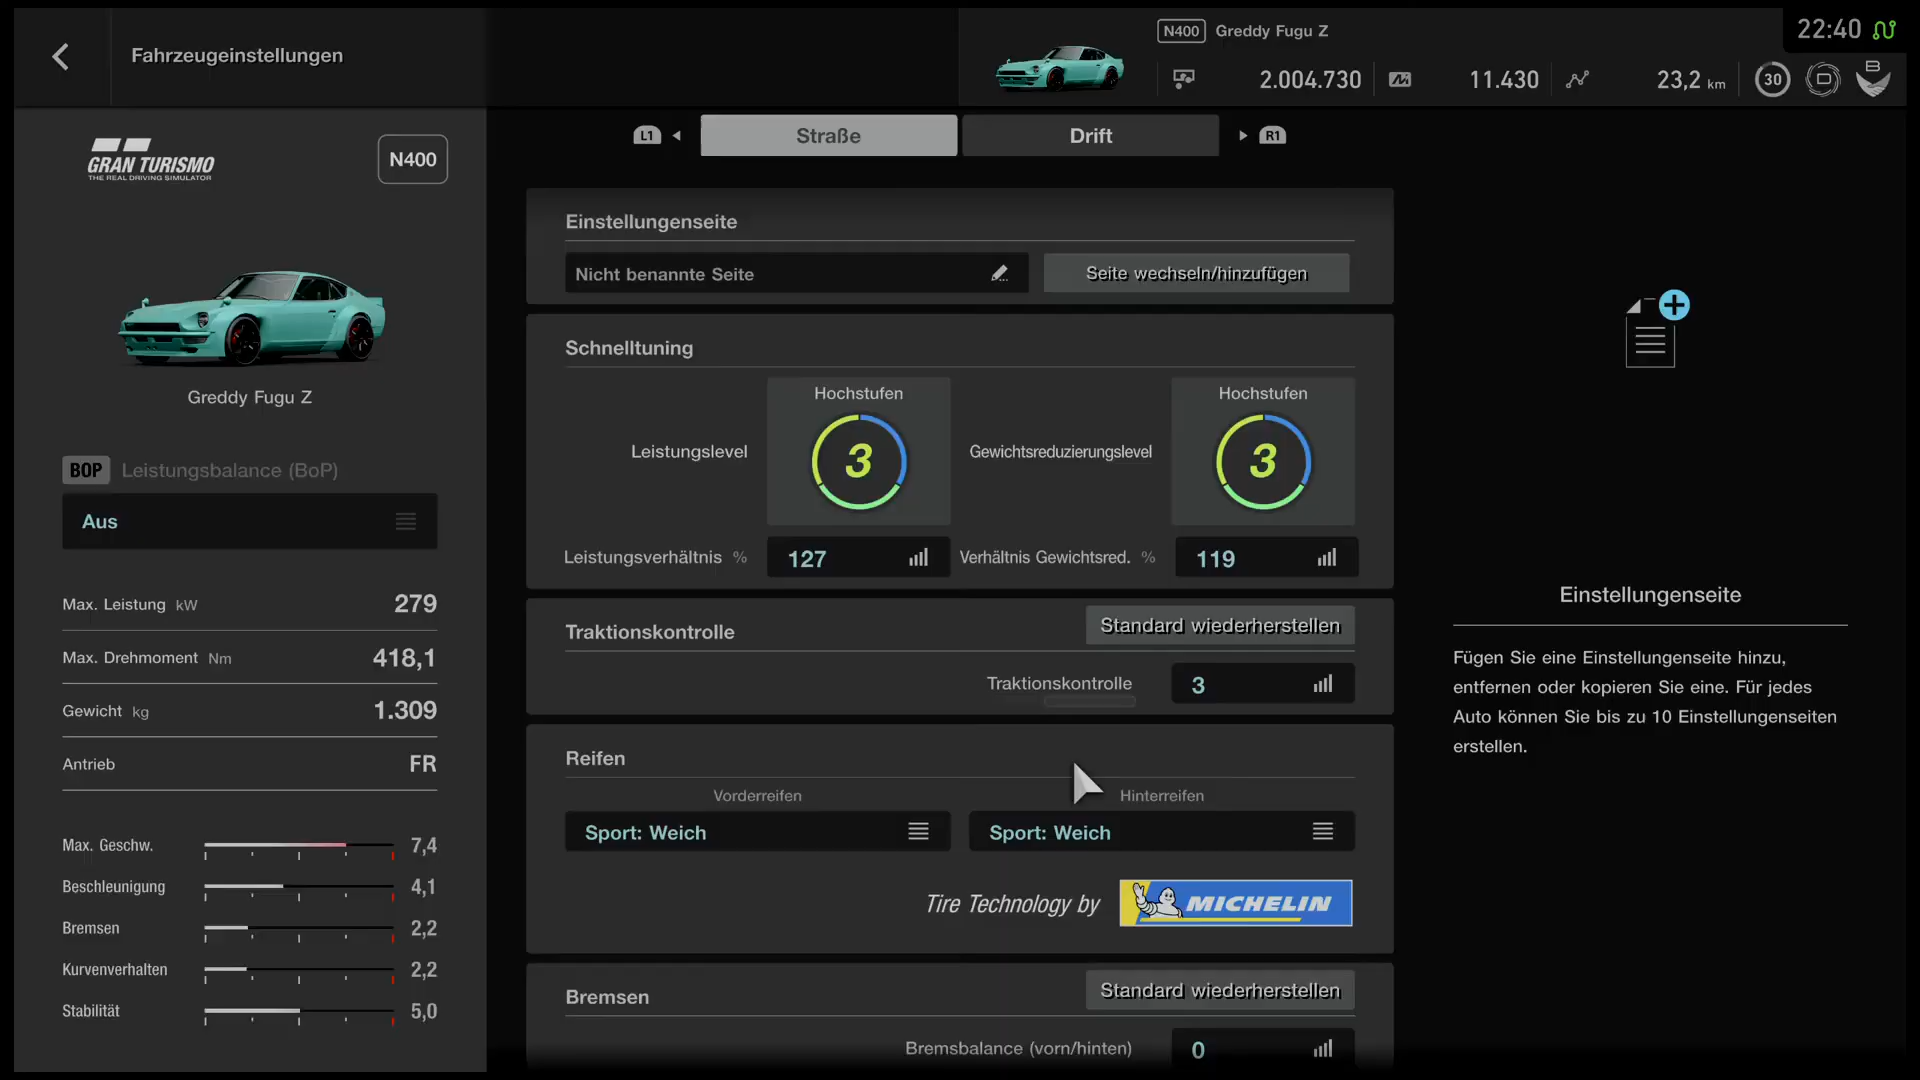 Fahrzeugeinstellungen
N400 Greddy Fugu Z
22:40
2.004.730
11.430
23,2 km
30
B
L1 Straße Drift R1
GRAN TURISMO
THE REAL DRIVING SIMULATOR
N400
Greddy Fugu Z
BOP Leistungsbalance (BoP)
Aus
Max. Leistung kW 279
Max. Drehmoment Nm 418,1
Gewicht kg 1.309
Antrieb FR
Max. Geschw. 7,4
Beschleunigung 4,1
Bremsen 2,2
Kurvenverhalten 2,2
Stabilität 5,0
Einstellungenseite
Nicht benannte Seite
Seite wechseln/hinzufügen
Schnelltuning
Leistungslevel
Hochstufen
3
Gewichtsreduzierungslevel
Hochstufen
3
Leistungsverhältnis % 127
Verhältnis Gewichtsred. % 119
Traktionskontrolle
Standard wiederherstellen
Traktionskontrolle 3
Reifen
Vorderreifen
Hinterreifen
Sport: Weich
Sport: Weich
Tire Technology by MICHELIN
Bremsen
Standard wiederherstellen
Bremsbalance (vorn/hinten) 0
Einstellungenseite
Fügen Sie eine Einstellungenseite hinzu,
entfernen oder kopieren Sie eine. Für jedes
Auto können Sie bis zu 10 Einstellungenseiten
erstellen.